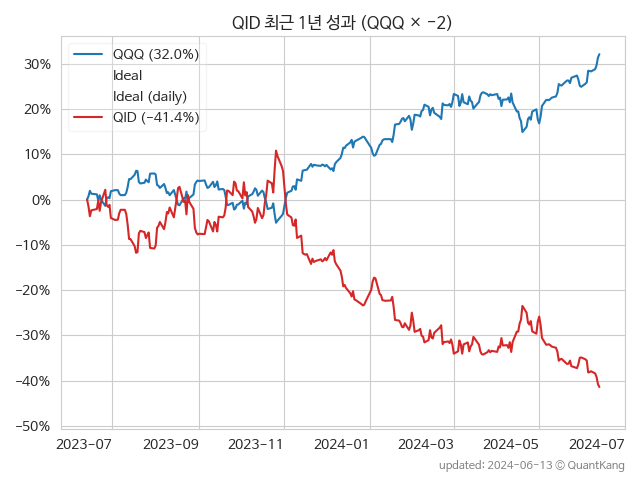 QID 최근 1년 성과 (QQQ × −2)
QQQ (32.0%)
Ideal
Ideal (daily)
QID (−41.4%)
30%
20%
10%
0%
−10%
−20%
−30%
−40%
−50%
2023−07 2023−09 2023−11 2024−01 2024−03 2024−05 2024−07
updated: 2024−06−13 © QuantKang